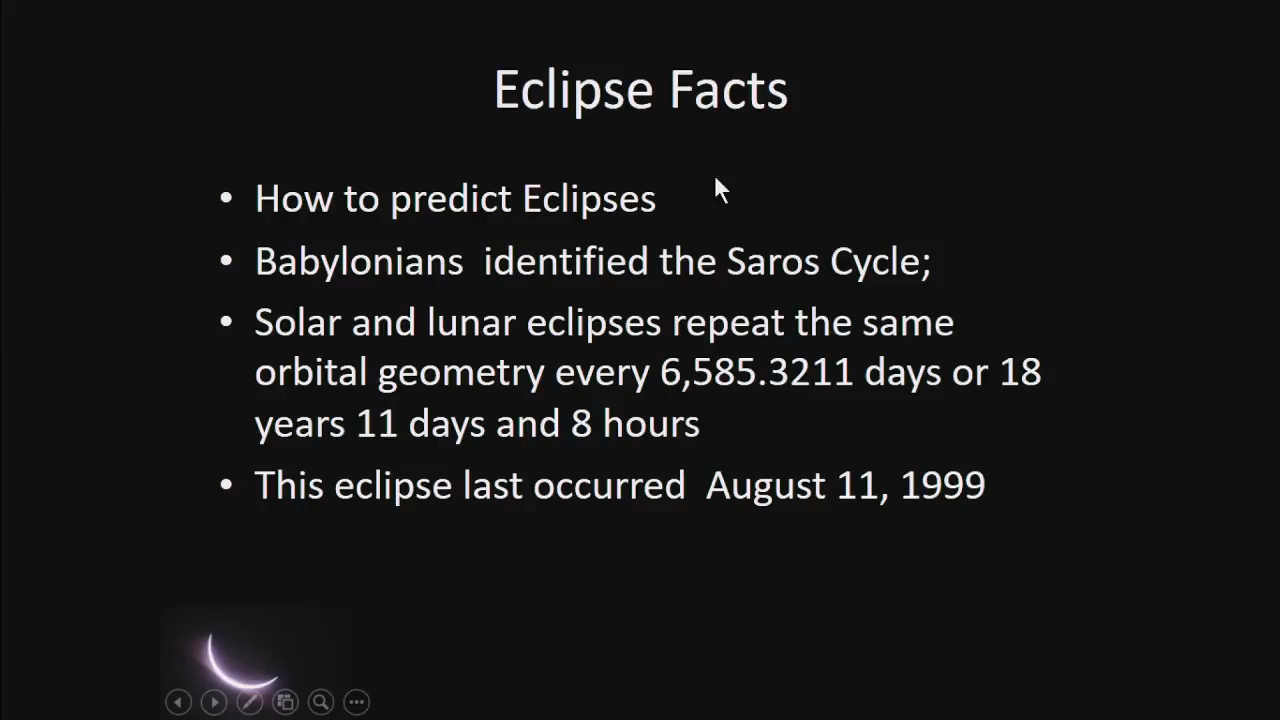 Eclipse Facts
• How to predict Eclipses
• Babylonians  identified the Saros Cycle;
• Solar and lunar eclipses repeat the same
orbital geometry every 6,585.3211 days or 18
years 11 days and 8 hours
• This eclipse last occurred  August 11, 1999